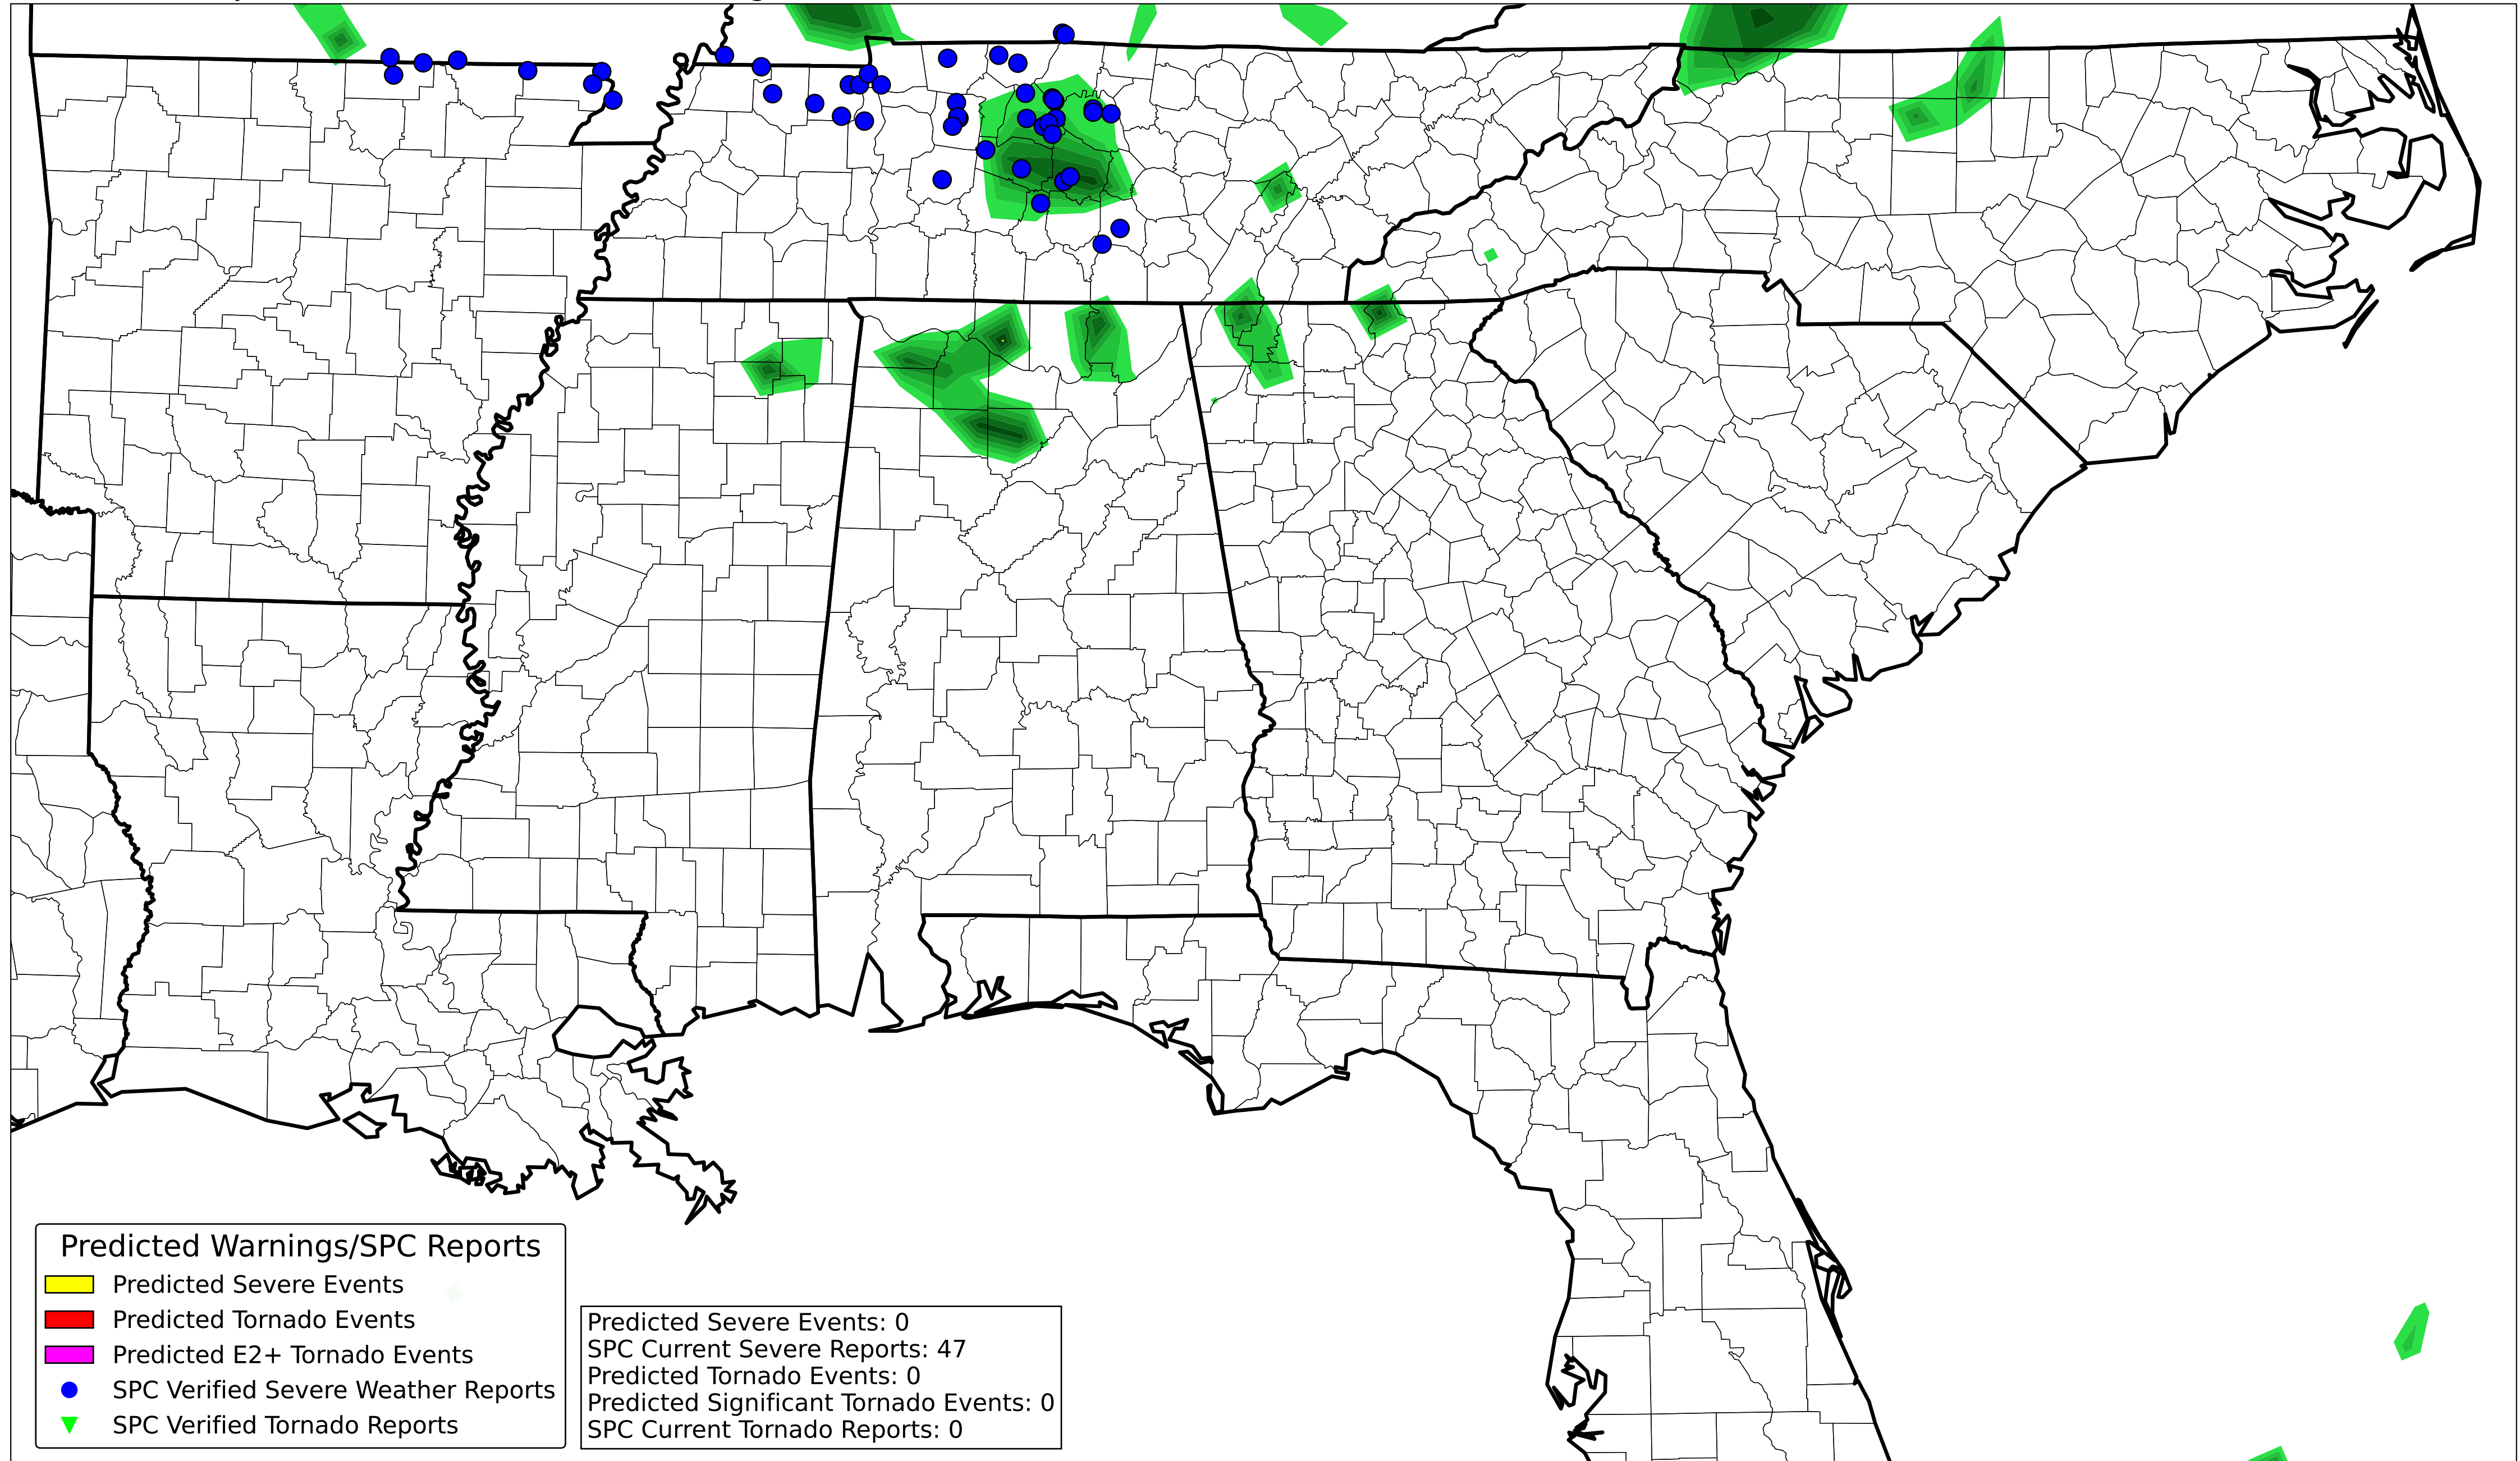 Predicted Warnings/SPC Reports
Predicted Severe Events
Predicted Tornado Events
Predicted E2+ Tornado Events
SPC Verified Severe Weather Reports
SPC Verified Tornado Reports
Predicted Severe Events: 0
SPC Current Severe Reports: 47
Predicted Tornado Events: 0
Predicted Significant Tornado Events: 0
SPC Current Tornado Reports: 0